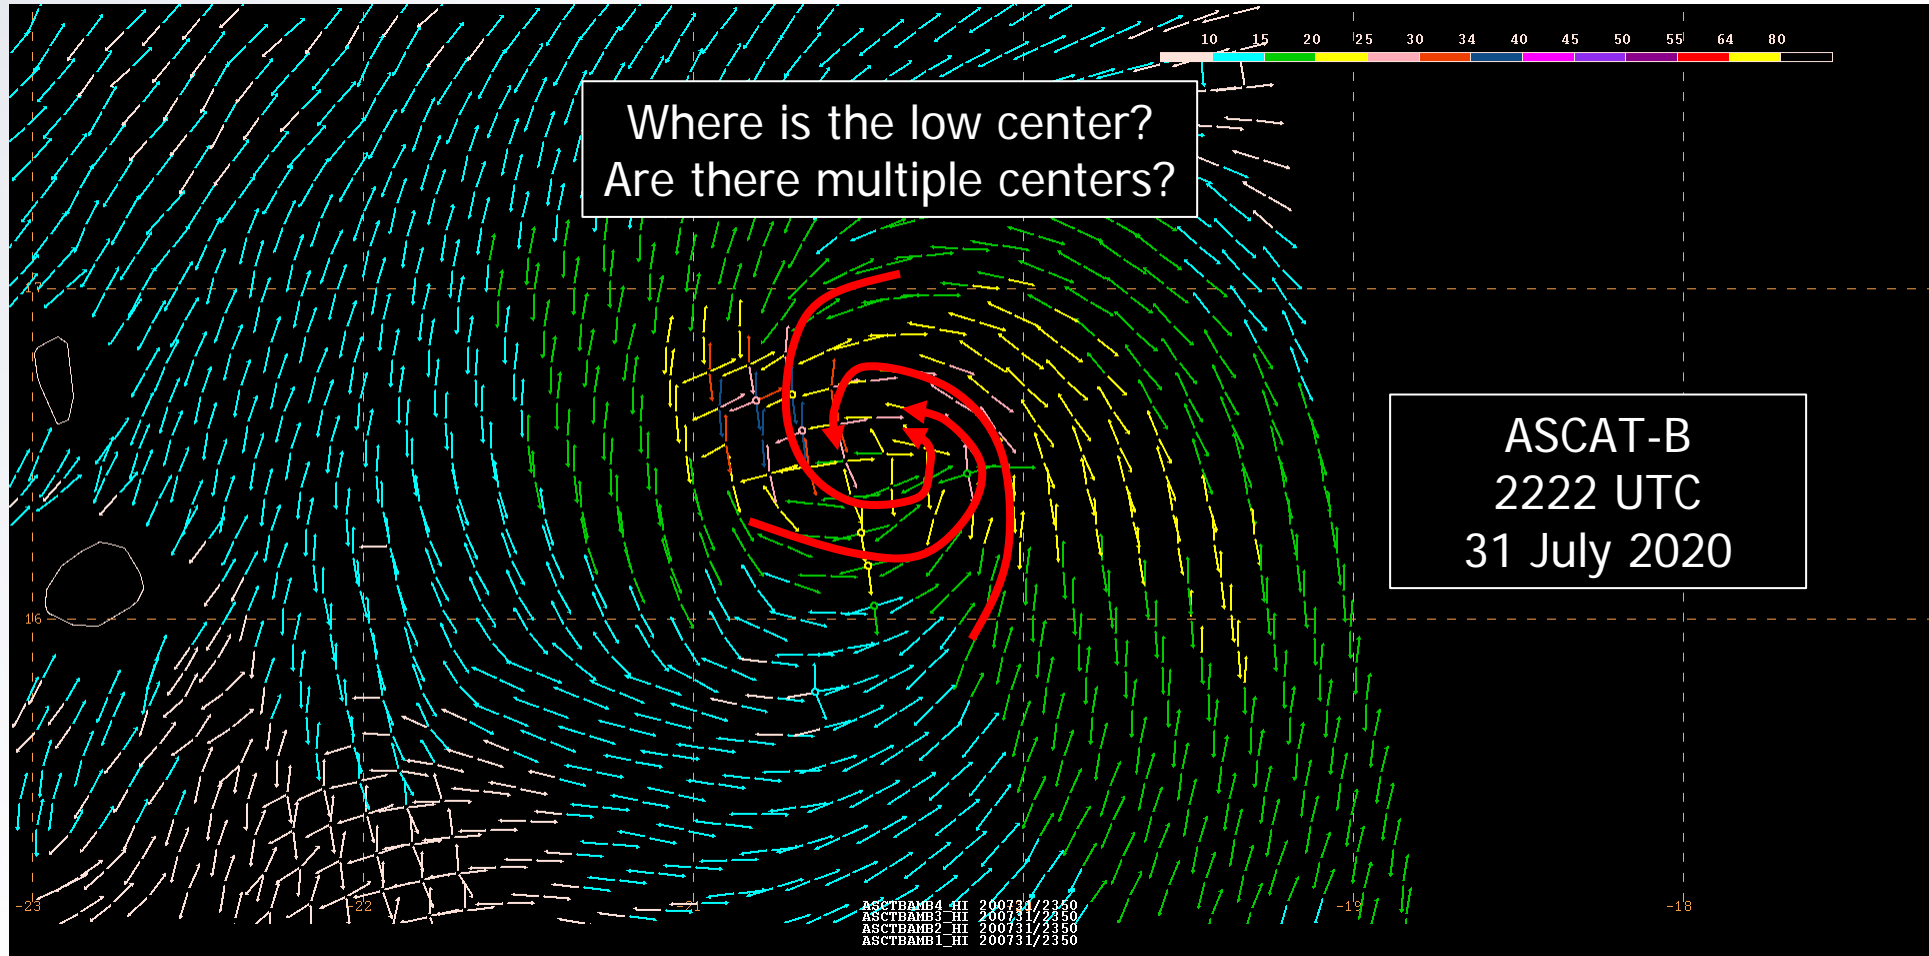 10 15 20 25 30 34 40 45 50 55 64 80
Where is the low center?
Are there multiple centers?
ASCAT-B
2222 UTC
31 July 2020
16
-23 -22 -21 -19 -18
ASCTBAMB4_HI 200731/2350
ASCTBAMB3_HI 200731/2350
ASCTBAMB2_HI 200731/2350
ASCTBAMB1_HI 200731/2350